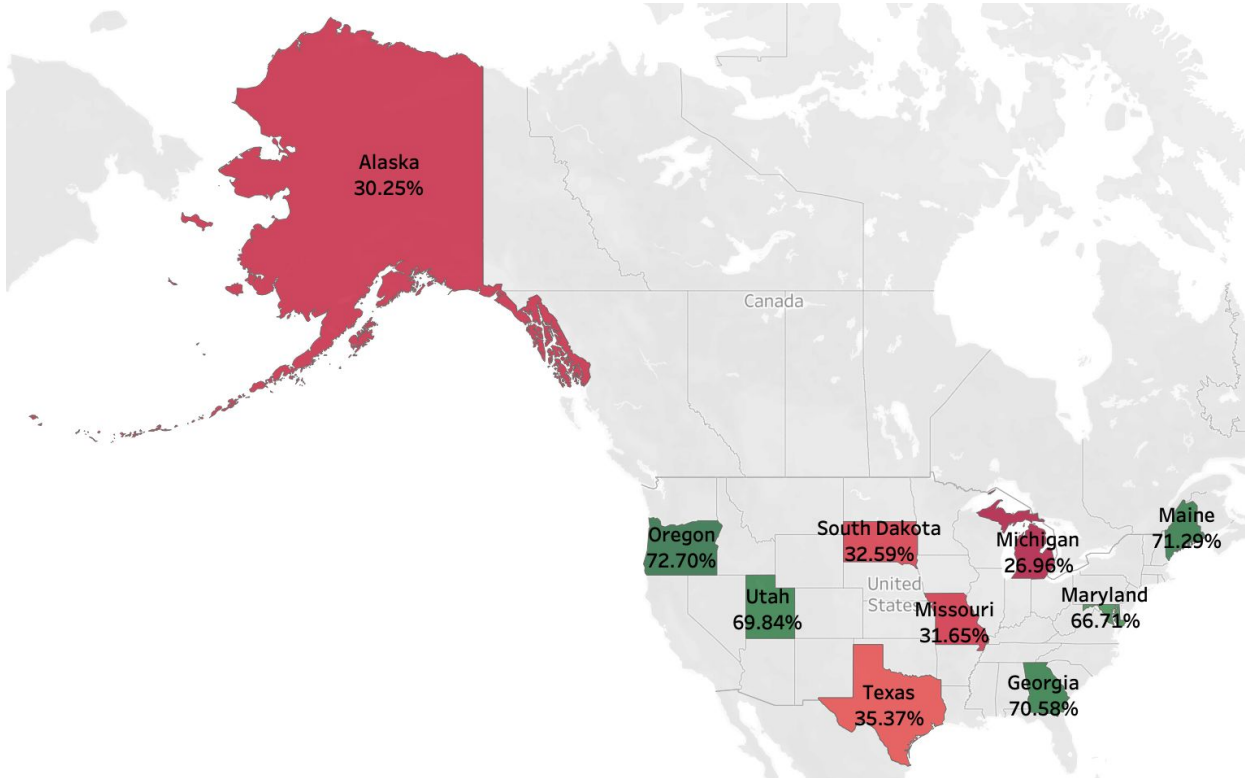 Alaska
30.25%
Canada
Oregon
72.70%
South Dakota
32.59%
Michigan
26.96%
Maine
71.29%
Utah
69.84%
United
States
Missouri
31.65%
Maryland
66.71%
Texas
35.37%
Georgia
70.58%